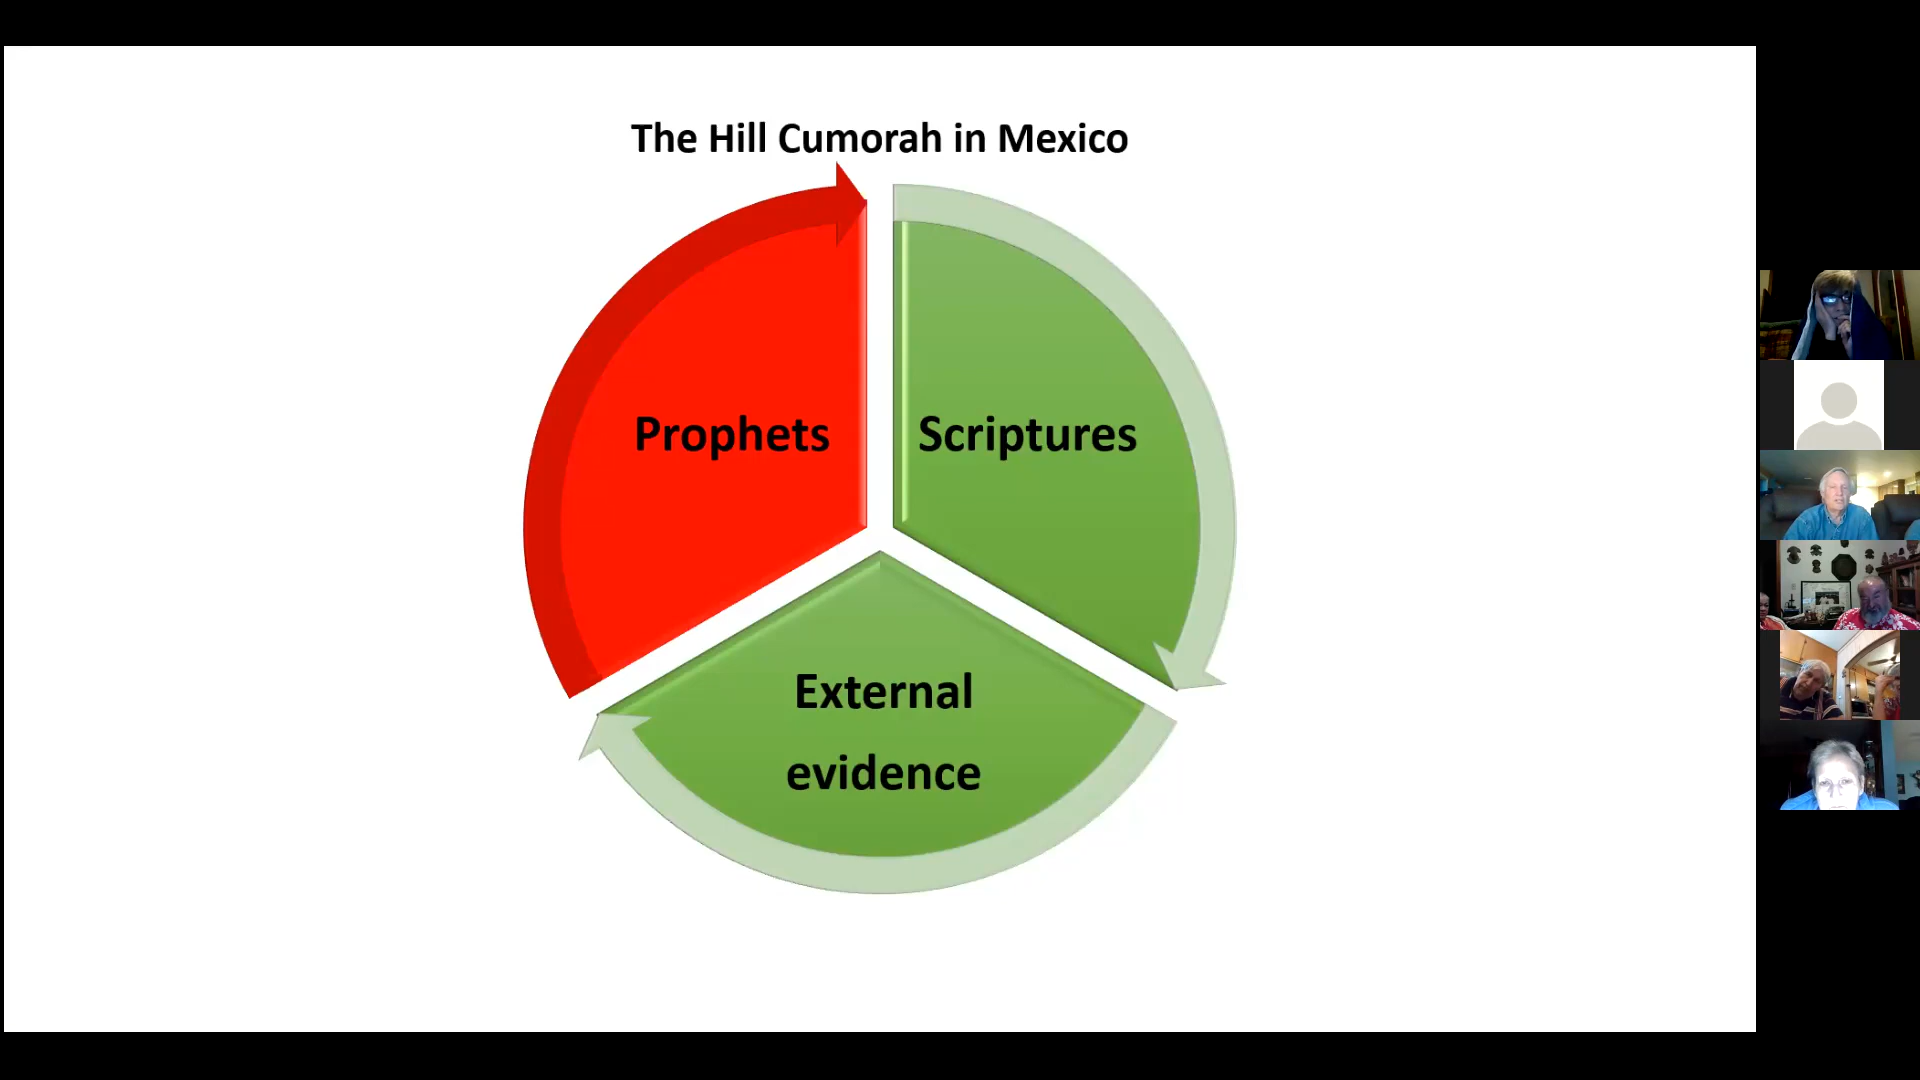 The Hill Cumorah in Mexico
Prophets
Scriptures
External
evidence